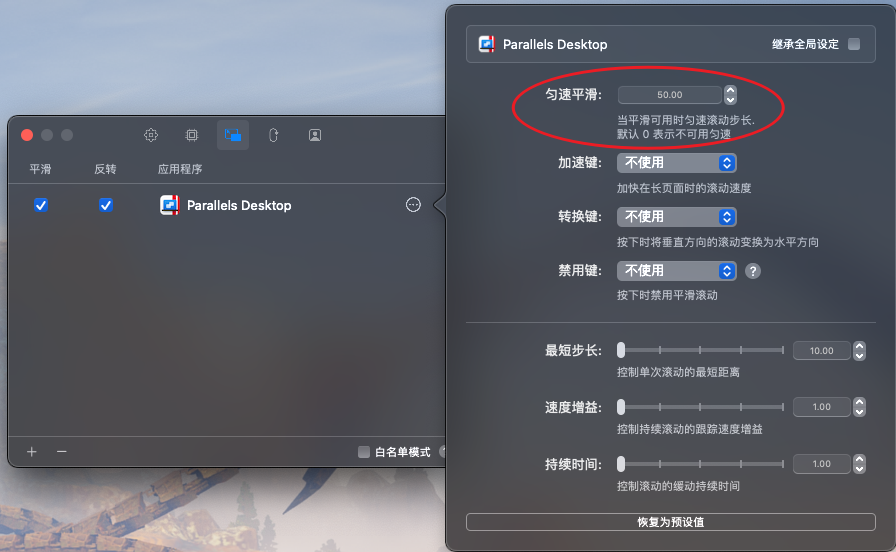 平滑
反转
应用程序
Parallels Desktop
白名单模式
Parallels Desktop
继承全局设定
匀速平滑:
50.00
当平滑可用时匀速滚动步长.
默认 0 表示不可用匀速
加速键:
不使用
加快在长页面时的滚动速度
转换键:
不使用
按下时将垂直方向的滚动变换为水平方向
禁用键:
不使用
?
按下时禁用平滑滚动
最短步长:
10.00
控制单次滚动的最短距离
速度增益:
1.00
控制持续滚动的跟踪速度增益
持续时间:
1.00
控制滚动的缓动持续时间
恢复为预设值